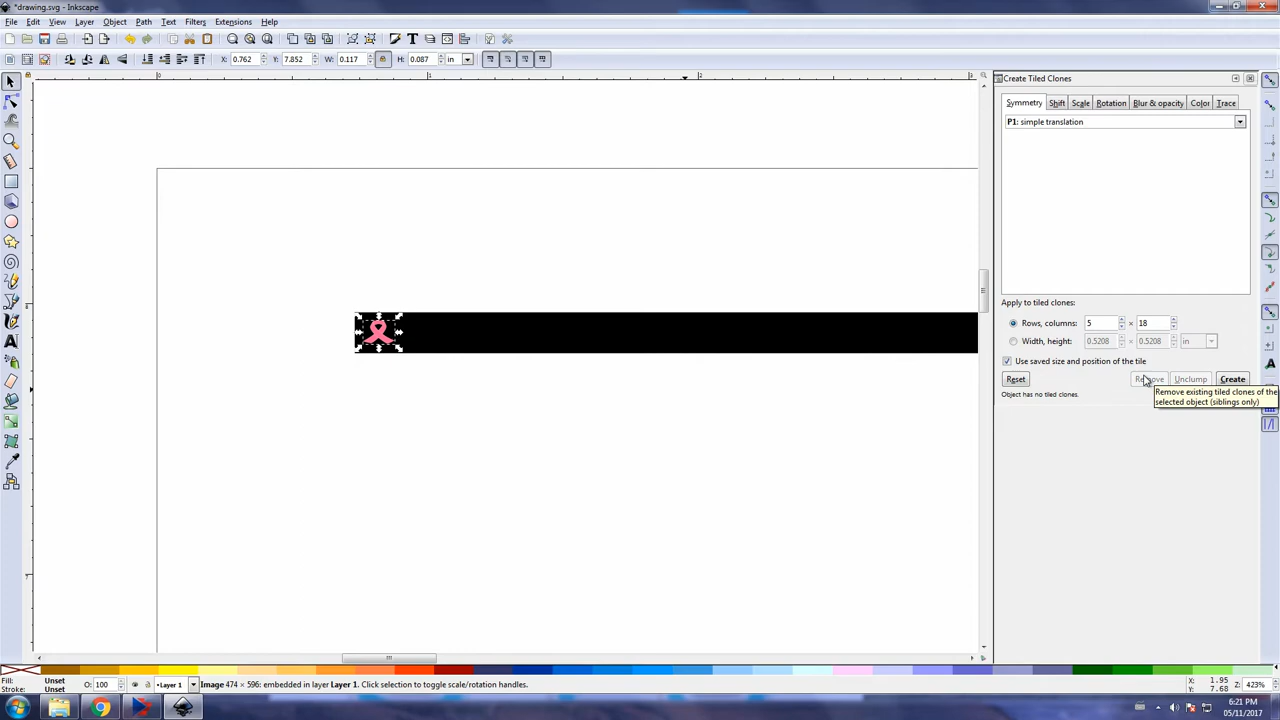 *drawing.svg - Inkscape
File Edit View Layer Object Path Text Filters Extensions Help
X: 0.762 Y: 7.852 W: 0.117 H: 0.087 in
0 1 2 3
Create Tiled Clones
Symmetry Shift Scale Rotation Blur & opacity Color Trace
P1: simple translation
Apply to tiled clones:
Rows, columns: 5 × 18
Width, height: 0.5208 × 0.5208 in
Use saved size and position of the tile
Reset Remove Unclump Create
Object has no tiled clones.
Remove existing tiled clones of the
selected object (siblings only)
Fill: Unset
Stroke: Unset
O: 100
Layer 1
Image 474 × 596: embedded in layer Layer 1. Click selection to toggle scale/rotation handles.
X: 1.95
Y: 7.68
Z: 423%
6:21 PM
05/11/2017